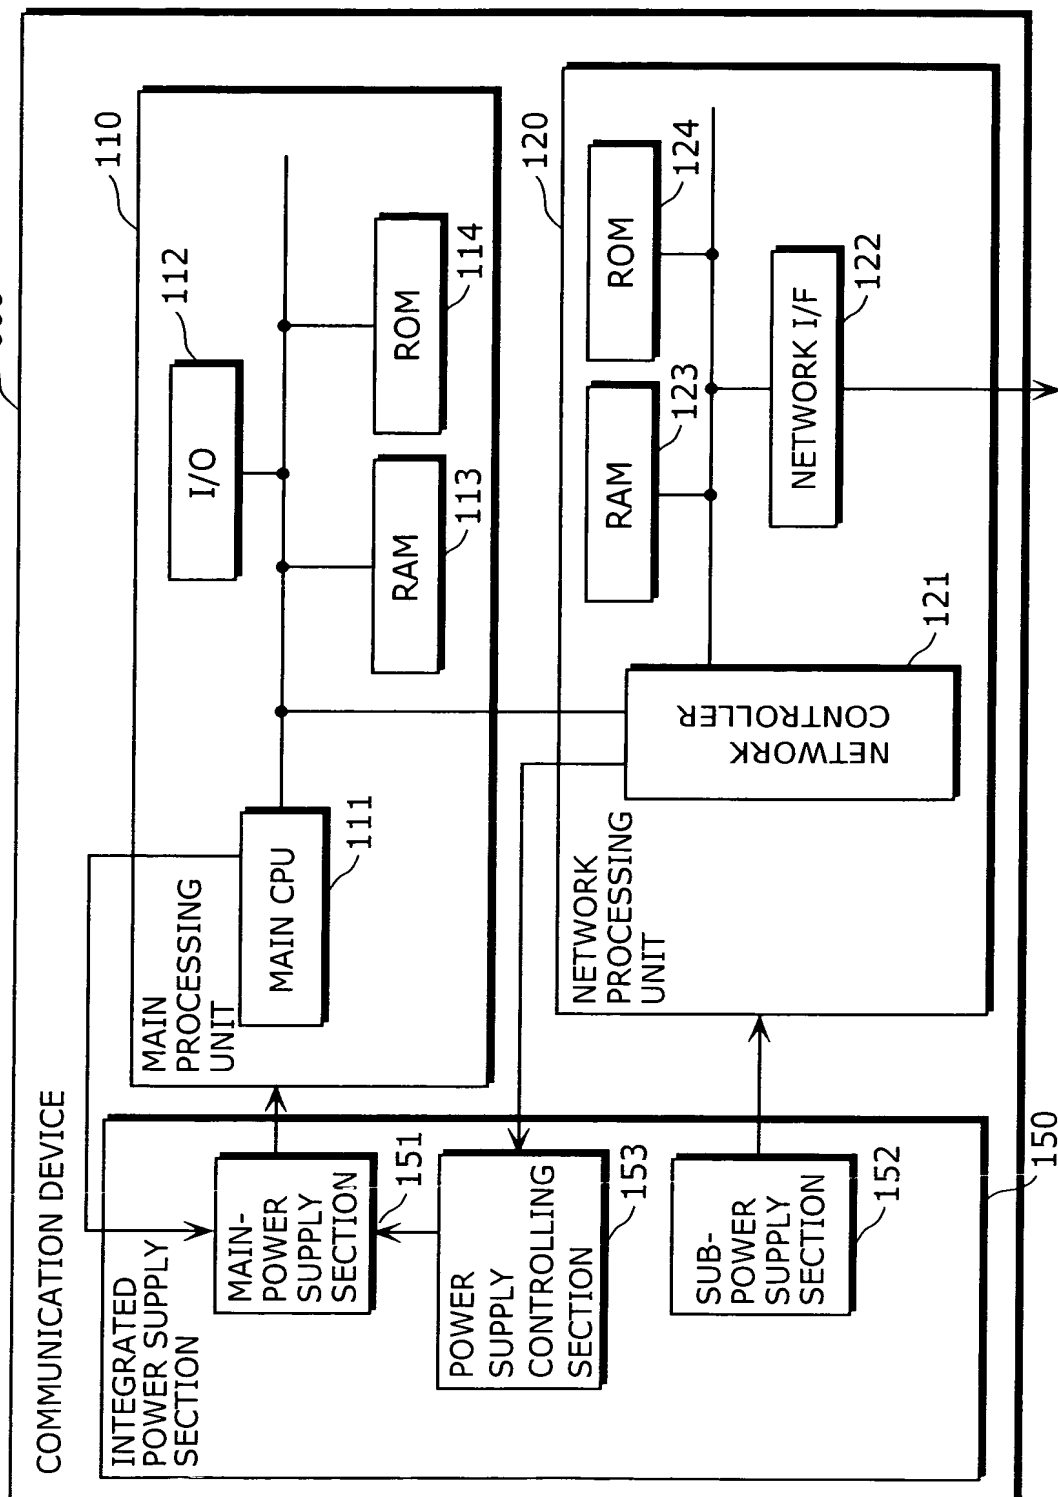 COMMUNICATION DEVICE
INTEGRATED
POWER SUPPLY
SECTION
MAIN-
POWER
SUPPLY
SECTION
151
POWER
SUPPLY
CONTROLLING
SECTION
153
SUB-
POWER
SUPPLY
SECTION
152
150
MAIN
PROCESSING
UNIT
110
MAIN CPU
111
I/O
112
RAM
113
ROM
114
NETWORK
PROCESSING
UNIT
120
NETWORK
CONTROLLER
121
RAM
123
ROM
124
NETWORK I/F
122